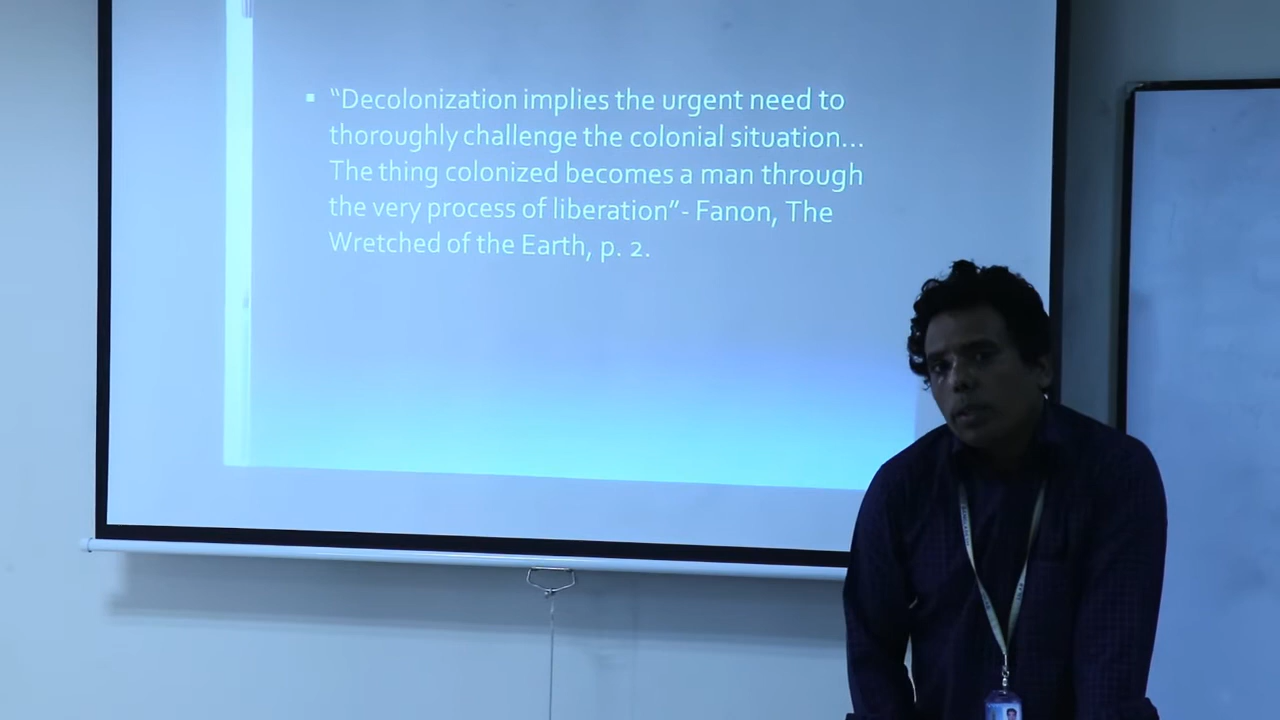 ▪ “Decolonization implies the urgent need to
thoroughly challenge the colonial situation...
The thing colonized becomes a man through
the very process of liberation”- Fanon, The
Wretched of the Earth, p. 2.